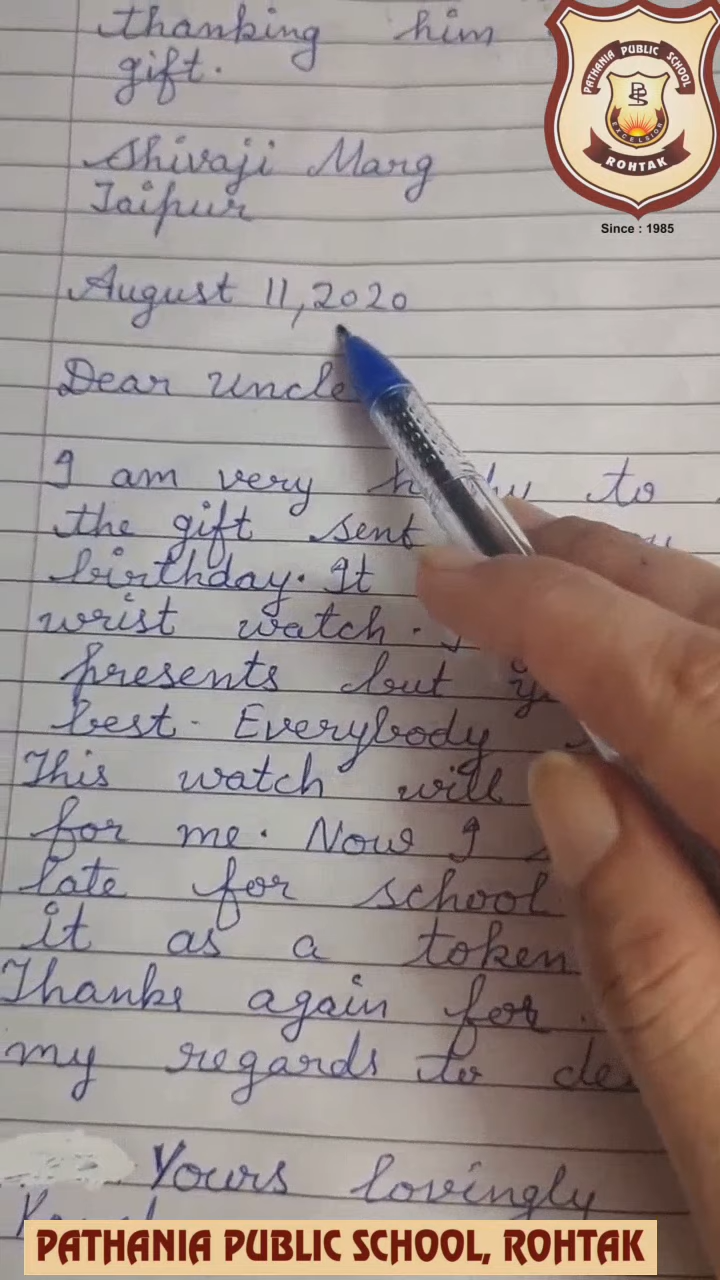 thanking him
gift.
Shivaji Marg
Jaipur
August 11, 2020
Dear uncle
I am very to
the gift sent
birthday. It
wrist watch.
presents but
best. Everybody
This watch will
for me. Now I
late for school
it as a token
Thanks again for
my regards to
Yours lovingly
PATHANIA PUBLIC SCHOOL
PBS
EXCELSIOR
ROHTAK
Since : 1985
PATHANIA PUBLIC SCHOOL, ROHTAK